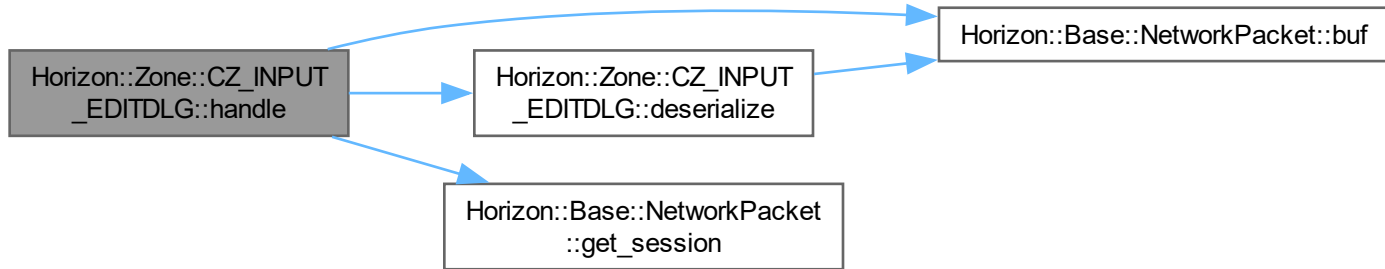 Horizon::Zone::CZ_INPUT
_EDITDLG::handle
Horizon::Zone::CZ_INPUT
_EDITDLG::deserialize
Horizon::Base::NetworkPacket::buf
Horizon::Base::NetworkPacket
::get_session